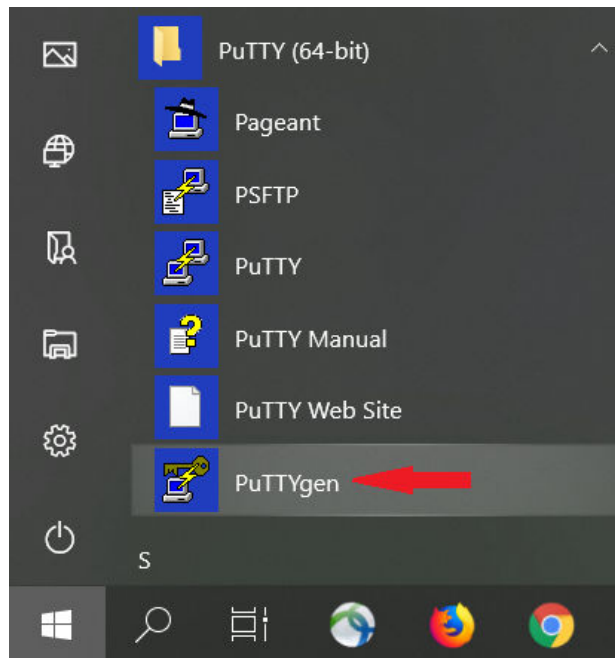 PuTTY (64-bit)
Pageant
PSFTP
PuTTY
PuTTY Manual
PuTTY Web Site
PuTTYgen
S